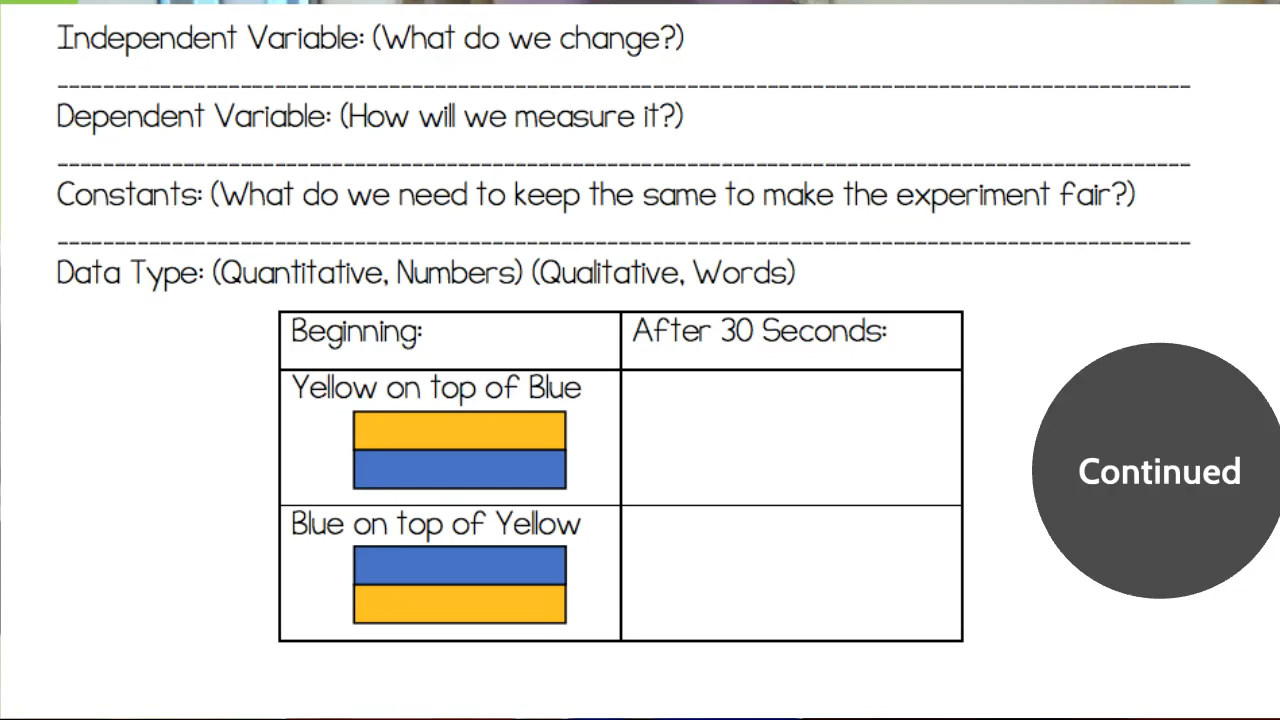 Independent Variable: (What do we change?)
Dependent Variable: (How will we measure it?)
Constants: (What do we need to keep the same to make the experiment fair?)
Data Type: (Quantitative, Numbers) (Qualitative, Words)
Beginning:
After 30 Seconds:
Yellow on top of Blue
Blue on top of Yellow
Continued